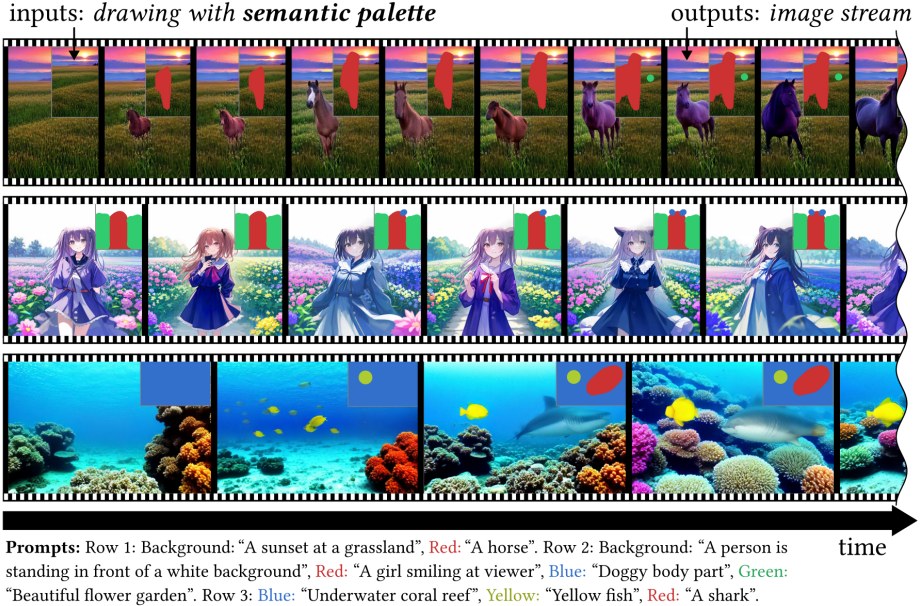 inputs: drawing with semantic palette
outputs: image stream
time
Prompts: Row 1: Background: “A sunset at a grassland”, Red: “A horse”. Row 2: Background: “A person is
standing in front of a white background”, Red: “A girl smiling at viewer”, Blue: “Doggy body part”, Green:
“Beautiful flower garden”. Row 3: Blue: “Underwater coral reef”, Yellow: “Yellow fish”, Red: “A shark”.